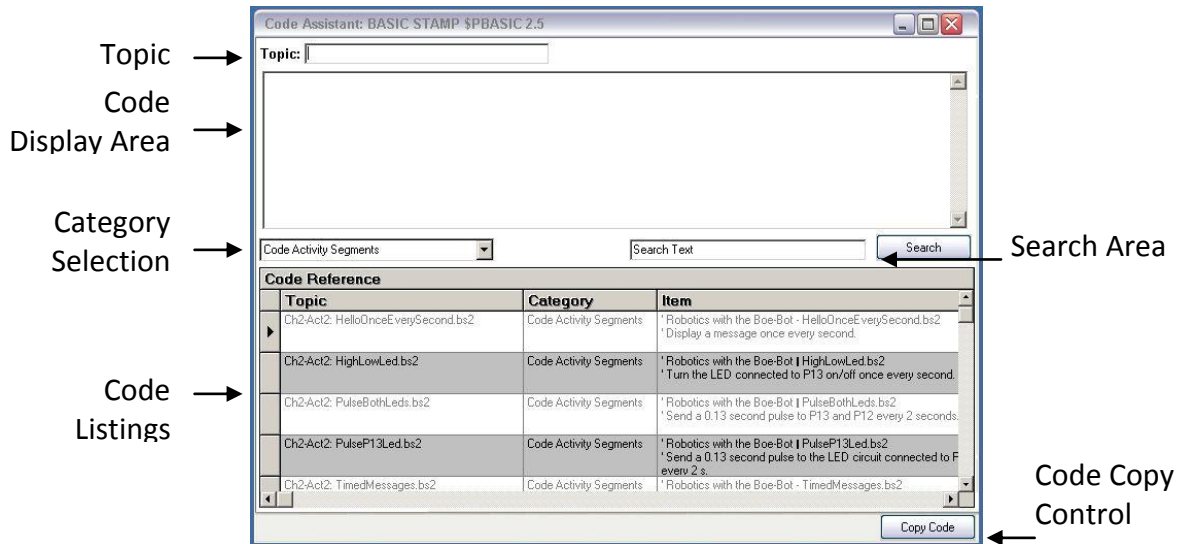 Code Assistant: BASIC STAMP $PBASIC 2.5
Topic
Topic:
Code
Display Area
Category
Selection
Code Activity Segments
Search Text
Search
Search Area
Code Reference
Topic Category Item
Ch2-Act2: HelloOnceEverySecond.bs2 Code Activity Segments ' Robotics with the Boe-Bot - HelloOnceEverySecond.bs2
' Display a message once every second.
Ch2-Act2: HighLowLed.bs2 Code Activity Segments ' Robotics with the Boe-Bot | HighLowLed.bs2
' Turn the LED connected to P13 on/off once every second.
Ch2-Act2: PulseBothLeds.bs2 Code Activity Segments ' Robotics with the Boe-Bot | PulseBothLeds.bs2
' Send a 0.13 second pulse to P13 and P12 every 2 seconds.
Code
Listings
Ch2-Act2: PulseP13Led.bs2 Code Activity Segments ' Robotics with the Boe-Bot | PulseP13Led.bs2
' Send a 0.13 second pulse to the LED circuit connected to P
every 2 s.
Ch2-Act2: TimedMessages.bs2 Code Activity Segments ' Robotics with the Boe-Bot - TimedMessages.bs2
Copy Code
Code Copy
Control